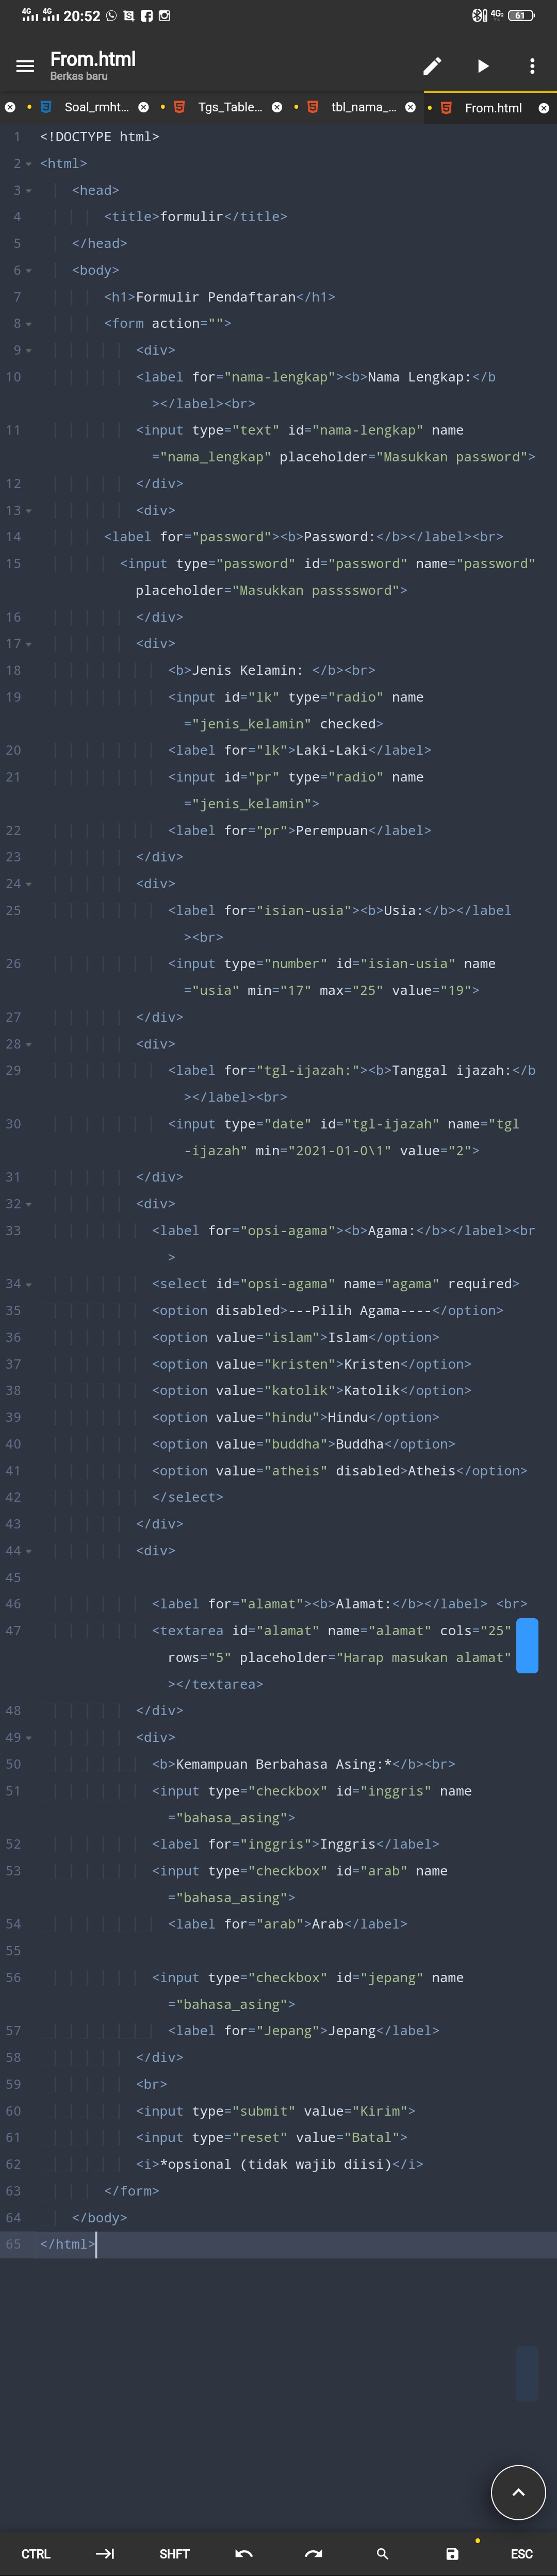 4G 4G 20:52 4G2 61
From.html
Berkas baru
Soal_rmht... Tgs_Table... tbl_nama_... From.html
1 <!DOCTYPE html>
2 <html>
3 <head>
4 <title>formulir</title>
5 </head>
6 <body>
7 <h1>Formulir Pendaftaran</h1>
8 <form action="">
9 <div>
10 <label for="nama-lengkap"><b>Nama Lengkap:</b
></label><br>
11 <input type="text" id="nama-lengkap" name
="nama_lengkap" placeholder="Masukkan password">
12 </div>
13 <div>
14 <label for="password"><b>Password:</b></label><br>
15 <input type="password" id="password" name="password"
placeholder="Masukkan passssword">
16 </div>
17 <div>
18 <b>Jenis Kelamin: </b><br>
19 <input id="lk" type="radio" name
="jenis_kelamin" checked>
20 <label for="lk">Laki-Laki</label>
21 <input id="pr" type="radio" name
="jenis_kelamin">
22 <label for="pr">Perempuan</label>
23 </div>
24 <div>
25 <label for="isian-usia"><b>Usia:</b></label
><br>
26 <input type="number" id="isian-usia" name
="usia" min="17" max="25" value="19">
27 </div>
28 <div>
29 <label for="tgl-ijazah:"><b>Tanggal ijazah:</b
></label><br>
30 <input type="date" id="tgl-ijazah" name="tgl
-ijazah" min="2021-01-0\1" value="2">
31 </div>
32 <div>
33 <label for="opsi-agama"><b>Agama:</b></label><br
>
34 <select id="opsi-agama" name="agama" required>
35 <option disabled>---Pilih Agama----</option>
36 <option value="islam">Islam</option>
37 <option value="kristen">Kristen</option>
38 <option value="katolik">Katolik</option>
39 <option value="hindu">Hindu</option>
40 <option value="buddha">Buddha</option>
41 <option value="atheis" disabled>Atheis</option>
42 </select>
43 </div>
44 <div>
45
46 <label for="alamat"><b>Alamat:</b></label> <br>
47 <textarea id="alamat" name="alamat" cols="25"
rows="5" placeholder="Harap masukan alamat"
></textarea>
48 </div>
49 <div>
50 <b>Kemampuan Berbahasa Asing:*</b><br>
51 <input type="checkbox" id="inggris" name
="bahasa_asing">
52 <label for="inggris">Inggris</label>
53 <input type="checkbox" id="arab" name
="bahasa_asing">
54 <label for="arab">Arab</label>
55
56 <input type="checkbox" id="jepang" name
="bahasa_asing">
57 <label for="Jepang">Jepang</label>
58 </div>
59 <br>
60 <input type="submit" value="Kirim">
61 <input type="reset" value="Batal">
62 <i>*opsional (tidak wajib diisi)</i>
63 </form>
64 </body>
65 </html>
CTRL SHFT ESC